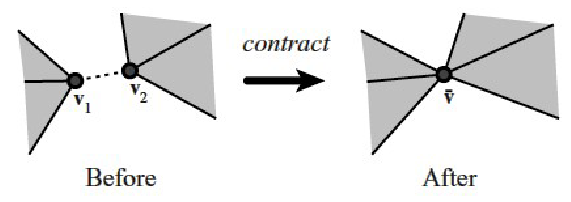 contract
v1
v2
v̄
Before
After